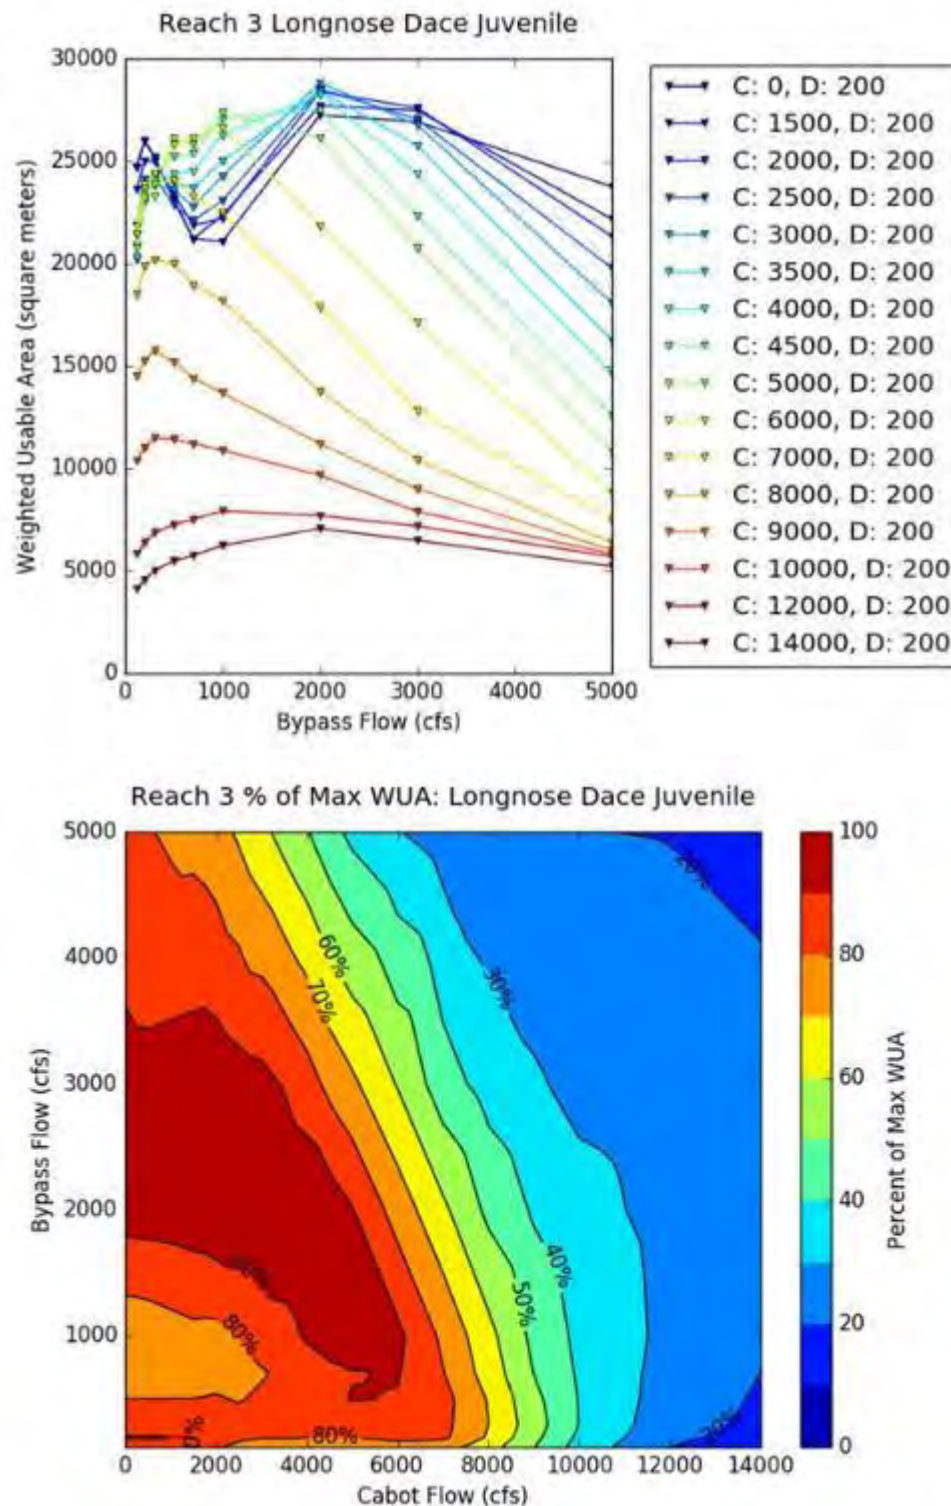 Reach 3 Longnose Dace Juvenile
30000
25000
20000
15000
10000
5000
0
Weighted Usable Area (square meters)
0 1000 2000 3000 4000 5000
Bypass Flow (cfs)
C: 0, D: 200
C: 1500, D: 200
C: 2000, D: 200
C: 2500, D: 200
C: 3000, D: 200
C: 3500, D: 200
C: 4000, D: 200
C: 4500, D: 200
C: 5000, D: 200
C: 6000, D: 200
C: 7000, D: 200
C: 8000, D: 200
C: 9000, D: 200
C: 10000, D: 200
C: 12000, D: 200
C: 14000, D: 200
Reach 3 % of Max WUA: Longnose Dace Juvenile
5000
4000
3000
2000
1000
Bypass Flow (cfs)
20%
60%
70%
30%
40%
50%
80%
80%
20%
0 2000 4000 6000 8000 10000 12000 14000
Cabot Flow (cfs)
100
80
60
40
20
0
Percent of Max WUA